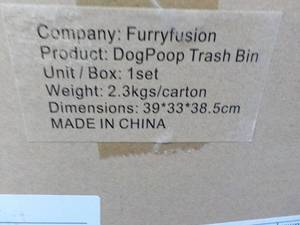 Company: Furryfusion
Product: DogPoop Trash Bin
Unit / Box: 1set
Weight: 2.3kgs/carton
Dimensions: 39*33*38.5cm
MADE IN CHINA